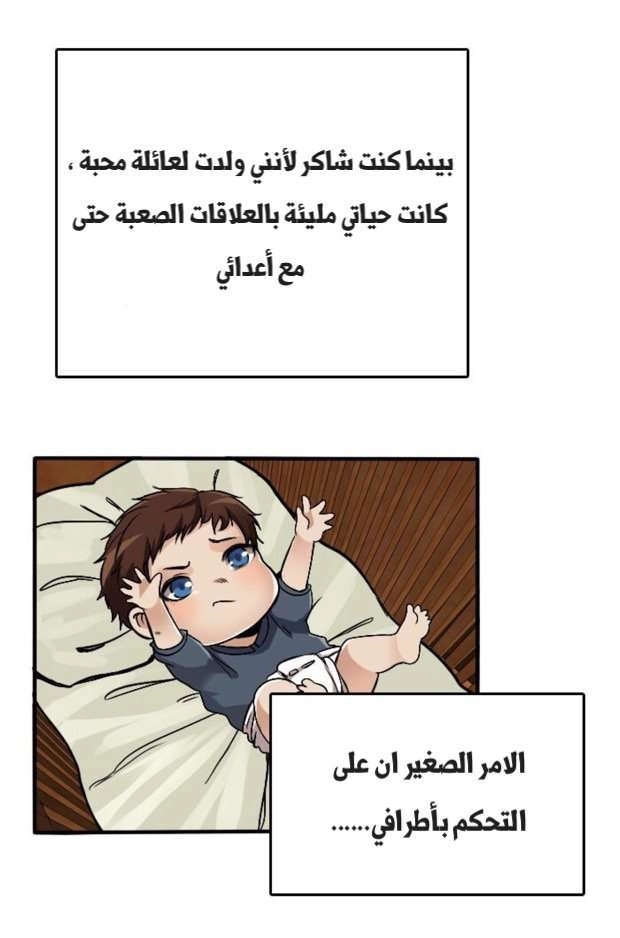 بينما كنت شاكر لأنني ولدت لعائلة محبة ،
كانت حياتي مليئة بالعلاقات الصعبة حتى
مع أعدائي
الامر الصغير ان على
التحكم بأطرافي......